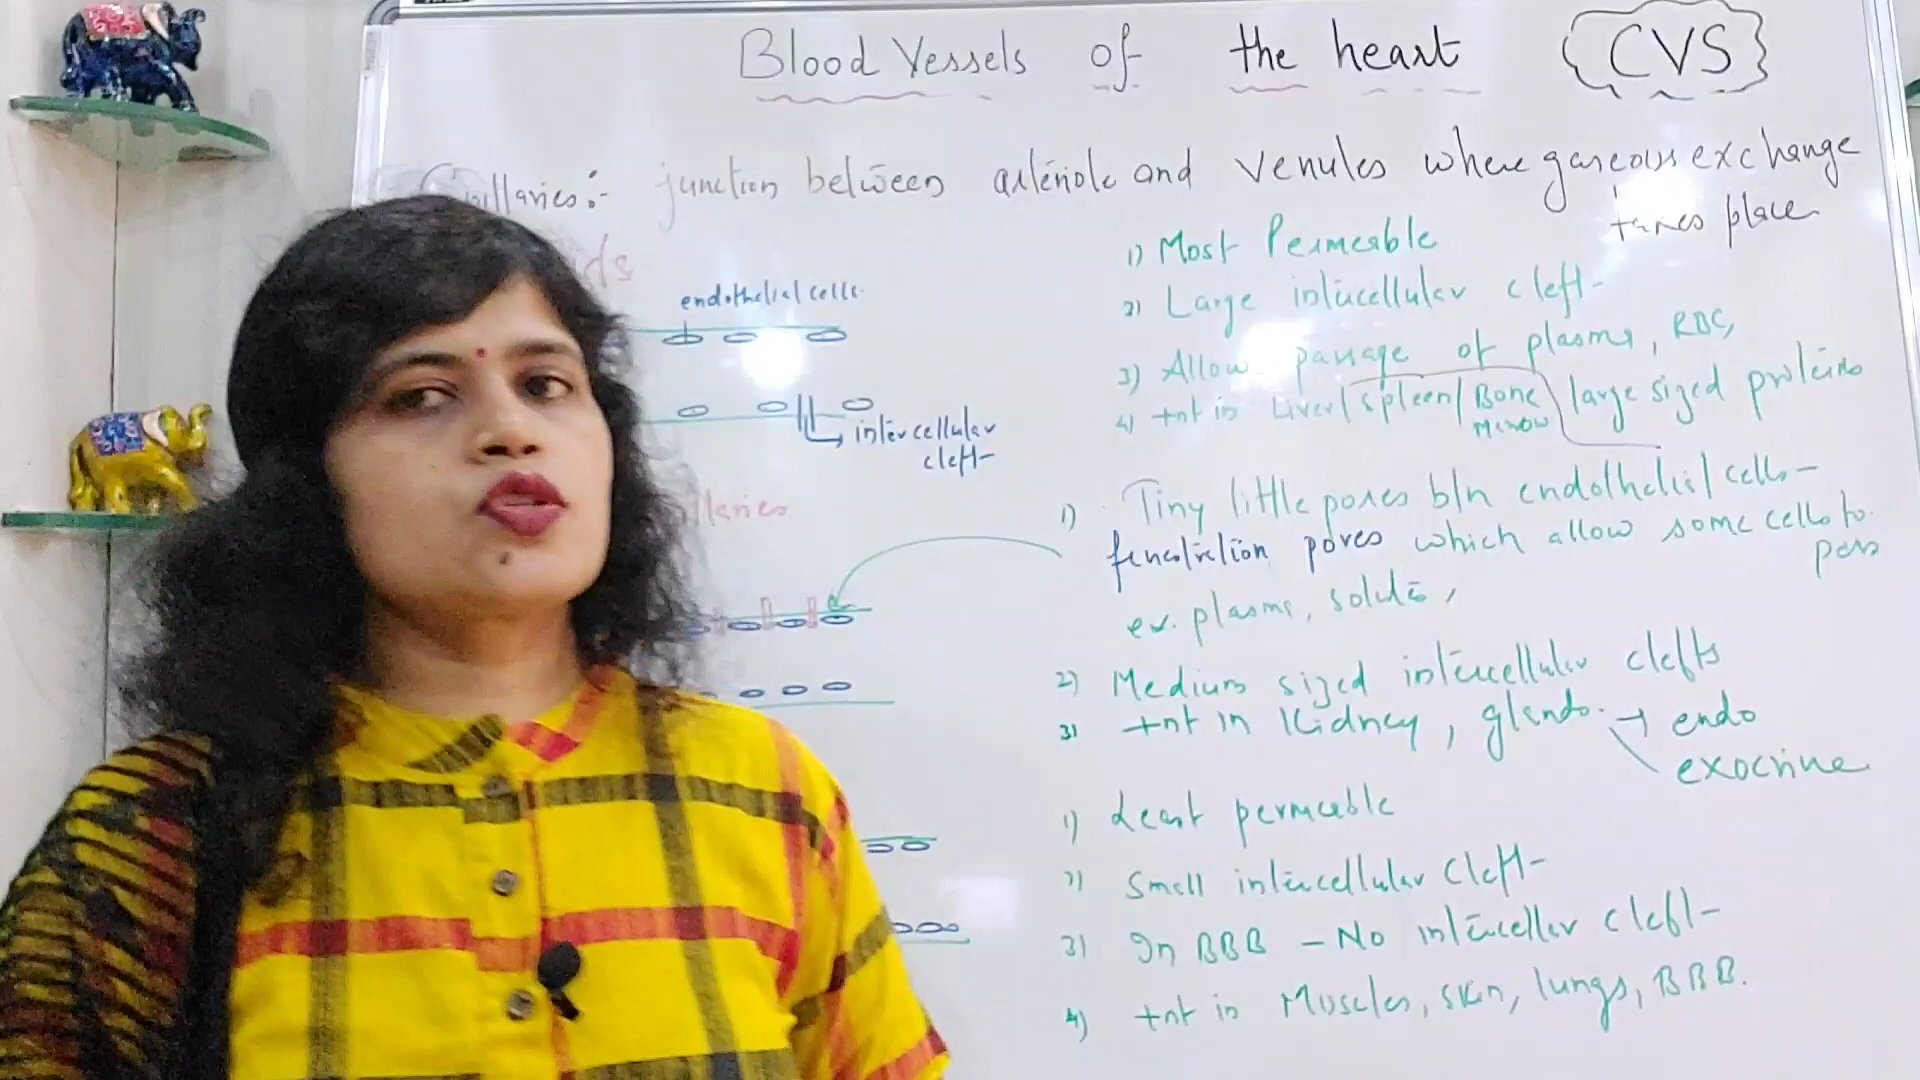 Blood Vessels of the heart CVS
junction between arteriole and venules where gaseous exchange
takes place
endothelial cells
intercellular
cleft
1) Most Permeable
2) Large intercellular cleft
3) Allow passage of plasma, RBC,
large sized proteins
4) +nt in Liver/spleen/Bone
Marrow
1) Tiny little pores b/n endothelial cells-
fenestration pores which allow some cells to
pass
ex. plasma, solute,
2) Medium sized intercellular clefts
3) +nt in Kidney, glands. → endo
exocrine
1) Least permeable
2) Small intercellular Cleft
3) In BBB - No intercellar cleft
4) +nt in Muscles, skin, lungs, BBB.